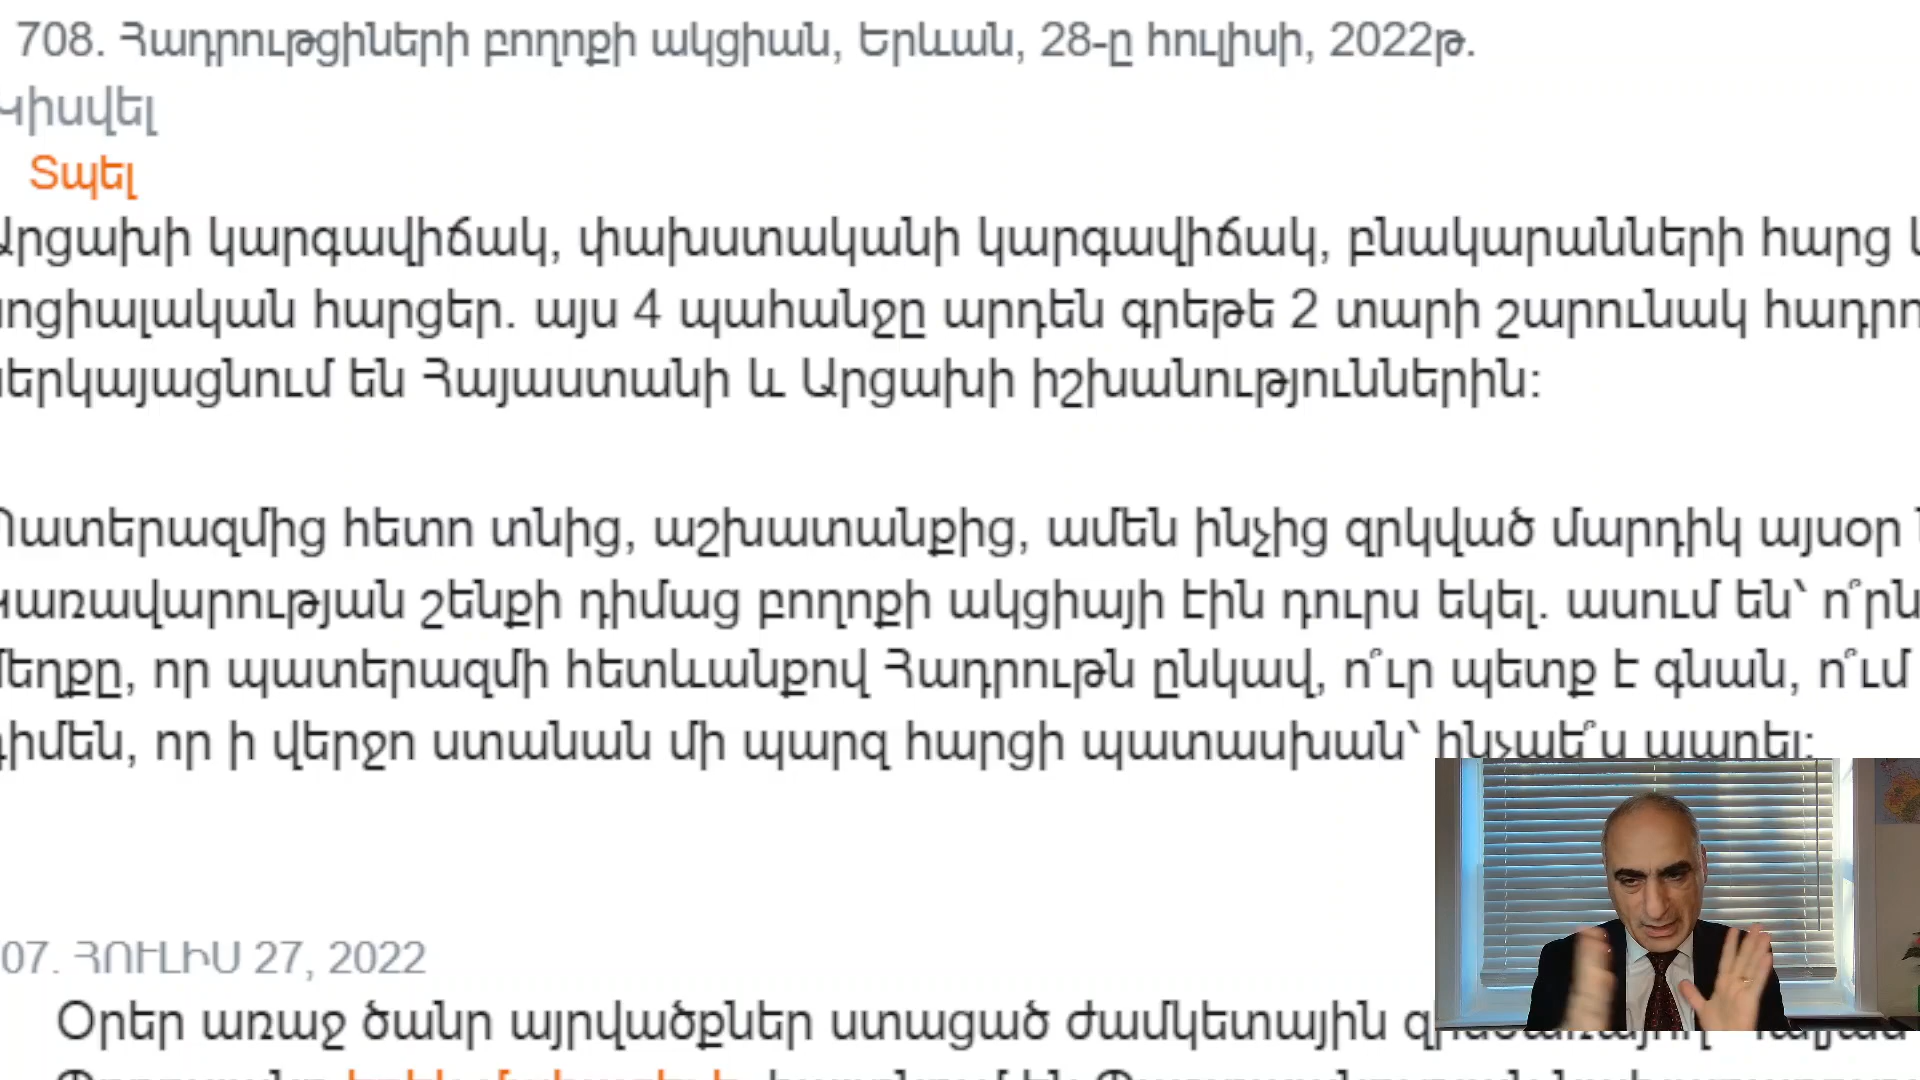 708. Հադրութցիների բողոքի ակցիան, Երևան, 28-ը հուլիսի, 2022թ.
Կիսվել
Տպել
Արցախի կարգավիճակ, փախստականի կարգավիճակ, բնակարանների հարց
սոցիալական հարցեր. այս 4 պահանջը արդեն գրեթե 2 տարի շարունակ
ներկայացնում են Հայաստանի և Արցախի իշխանություններին:
Պատերազմից հետո տնից, աշխատանքից, ամեն ինչից զրկված մարդիկ այսօր
կառավարության շենքի դիմաց բողոքի ակցիայի էին դուրս եկել. ասում են՝
մեղքը, որ պատերազմի հետևանքով Հադրութն ընկավ, ո՞ւր պետք է գնան, ո՞ւմ
դիմեն, որ ի վերջո ստանան մի պարզ հարցի պատասխան՝ ինչպե՞ս ապրել:
07. ՀՈՒԼԻՍ 27, 2022
Օրեր առաջ ծանր այրվածքներ ստացած ժամկետային